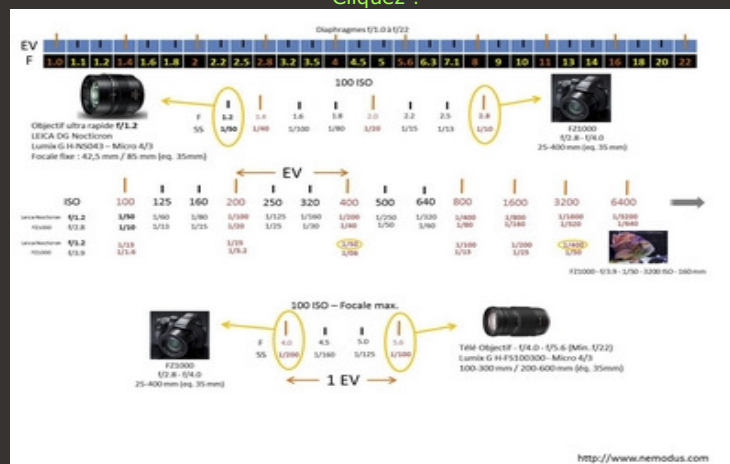 Cliquez !
Diaphragmes f/1.0 à f/22
EV
F 1.0 1.1 1.2 1.4 1.6 1.8 2 2.2 2.5 2.8 3.2 3.5 4 4.5 5 5.6 6.3 7.1 8 9 10 11 13 14 16 18 20 22
100 ISO
F 1.2 1.4 1.6 1.8 2.0 2.2 2.5 2.8
SS 1/50 1/40 1/100 1/80 1/20 1/15 1/13 1/10
Objectif ultra rapide f/1.2
LEICA DG Nocticron
Lumix G H-NS043 – Micro 4/3
Focale fixe : 42,5 mm / 85 mm (eq. 35mm)
FZ1000
f/2.8 - f/4.0
25-400 mm (eq. 35mm)
EV
ISO 100 125 160 200 250 320 400 500 640 800 1600 3200 6400
f/1.2 1/50 1/60 1/80 1/100 1/125 1/160 1/200 1/250 1/320 1/400 1/800 1/1600 1/3200
FZ1000 f/2.8 1/10 1/13 1/15 1/20 1/25 1/30 1/40 1/50 1/60 1/80 1/160 1/320 1/640
f/1.2 1/13 1/25 1/50 1/100 1/200 1/400
FZ1000 f/3.9 1/1.6 1/3.2 1/13 1/25 1/50
FZ1000 - f/3.9 - 1/50 - 3200 ISO - 160 mm
100 ISO – Focale max.
F 4.0 4.5 5.0 5.6
SS 1/200 1/160 1/125 1/100
1 EV
FZ1000
f/2.8 - f/4.0
25-400 mm (eq. 35 mm)
Télé Objectif - f/4.0 - f/5.6 (Min. f/22)
Lumix G H-FS100300 – Micro 4/3
100-300 mm / 200-600 mm (éq. 35mm)
http://www.nemodus.com